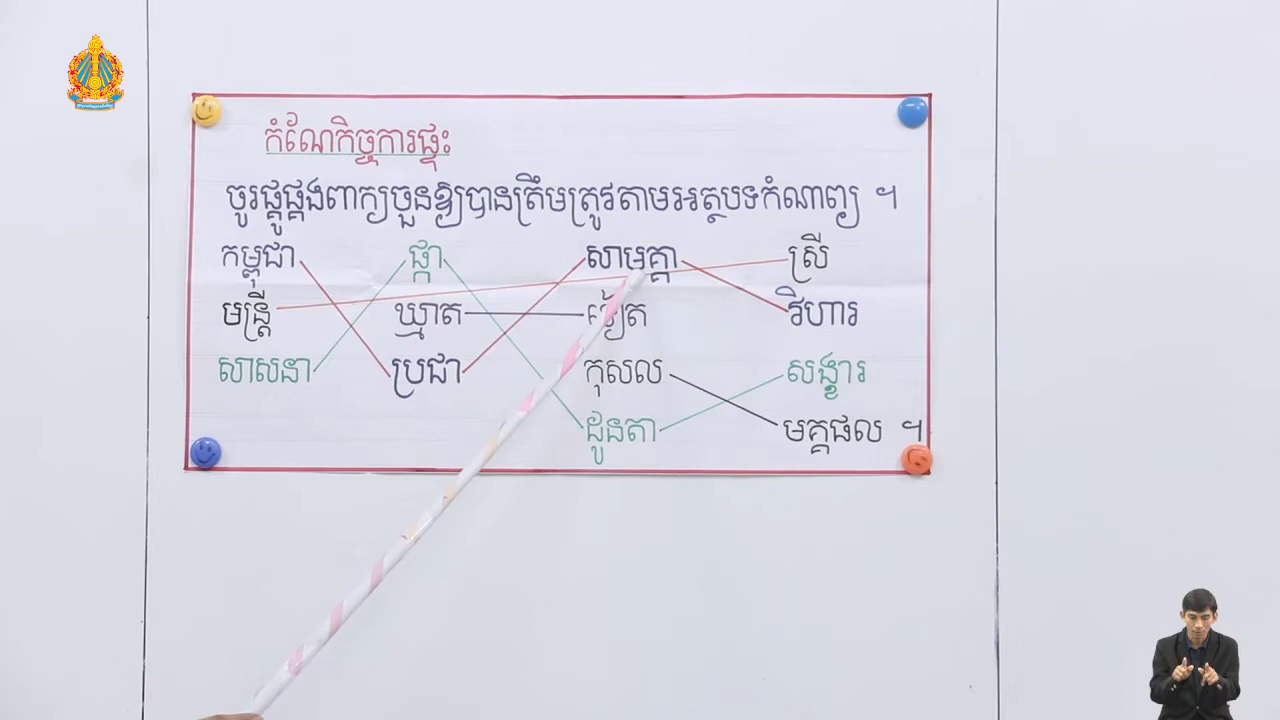 កំណែកិច្ចការផ្ទុះ
ចូរផ្គូផ្គងពាក្យចួនឱ្យបានត្រឹមត្រូវតាមអត្ថបទកំណាព្យ ។
កម្ពុជា ផ្កា សាមគ្គា ស្រី
មន្ត្រី ឃ្មាត ទៀត វិហារ
សាសនា ប្រជា កុសល សង្ខារ
ដូនតា មគ្គផល ។